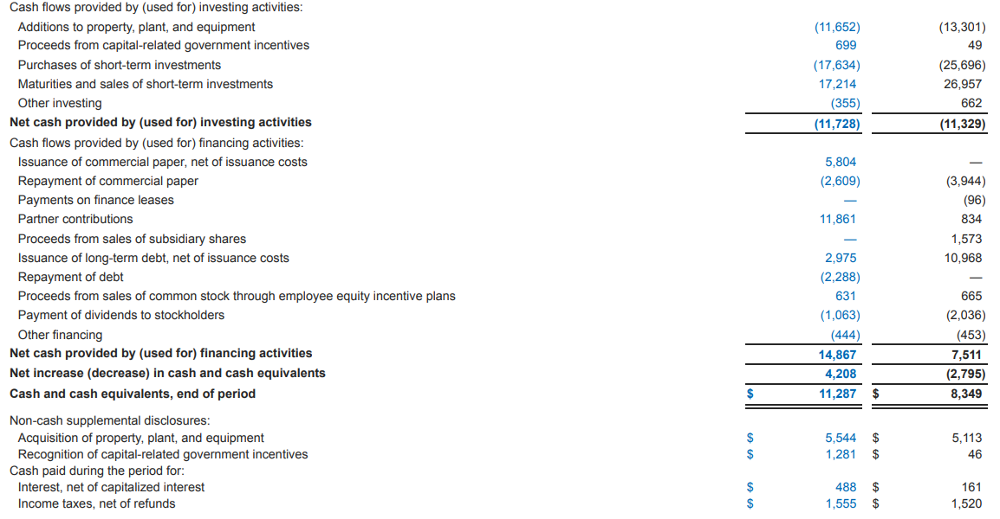 Cash flows provided by (used for) investing activities:
Additions to property, plant, and equipment (11,652) (13,301)
Proceeds from capital-related government incentives 699 49
Purchases of short-term investments (17,634) (25,696)
Maturities and sales of short-term investments 17,214 26,957
Other investing (355) 662
Net cash provided by (used for) investing activities (11,728) (11,329)
Cash flows provided by (used for) financing activities:
Issuance of commercial paper, net of issuance costs 5,804 —
Repayment of commercial paper (2,609) (3,944)
Payments on finance leases — (96)
Partner contributions 11,861 834
Proceeds from sales of subsidiary shares — 1,573
Issuance of long-term debt, net of issuance costs 2,975 10,968
Repayment of debt (2,288) —
Proceeds from sales of common stock through employee equity incentive plans 631 665
Payment of dividends to stockholders (1,063) (2,036)
Other financing (444) (453)
Net cash provided by (used for) financing activities 14,867 7,511
Net increase (decrease) in cash and cash equivalents 4,208 (2,795)
Cash and cash equivalents, end of period $ 11,287 $ 8,349
Non-cash supplemental disclosures:
Acquisition of property, plant, and equipment $ 5,544 $ 5,113
Recognition of capital-related government incentives $ 1,281 $ 46
Cash paid during the period for:
Interest, net of capitalized interest $ 488 $ 161
Income taxes, net of refunds $ 1,555 $ 1,520